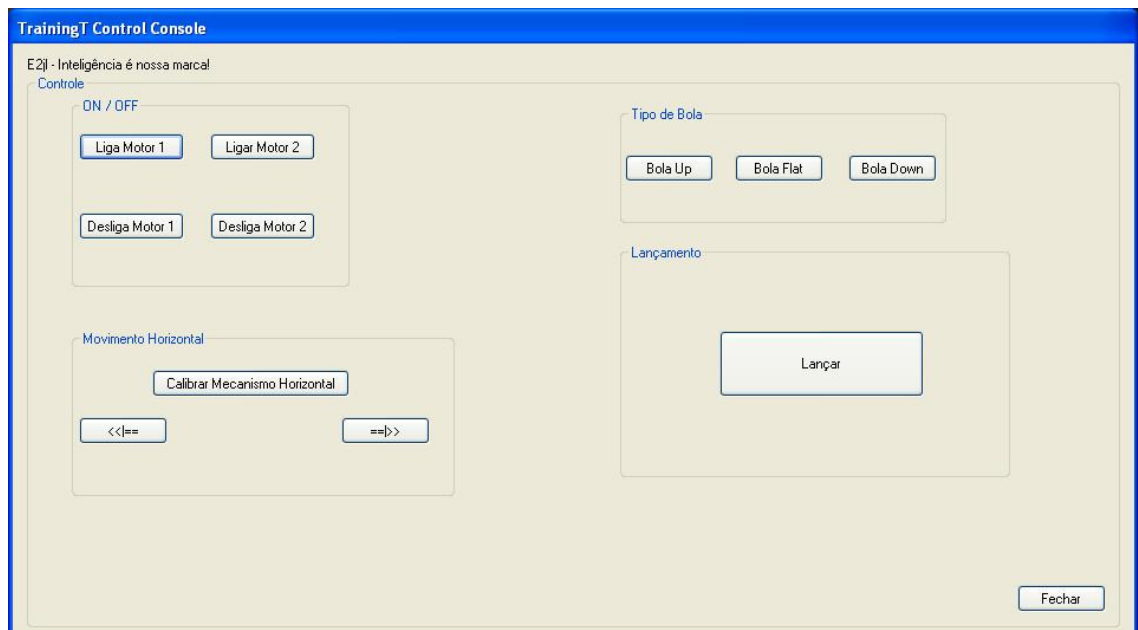 TrainingT Control Console
E2jl - Inteligência é nossa marca!
Controle
ON / OFF
Liga Motor 1
Ligar Motor 2
Desliga Motor 1
Desliga Motor 2
Tipo de Bola
Bola Up
Bola Flat
Bola Down
Movimento Horizontal
Calibrar Mecanismo Horizontal
<<|==
==|>>
Lançamento
Lançar
Fechar